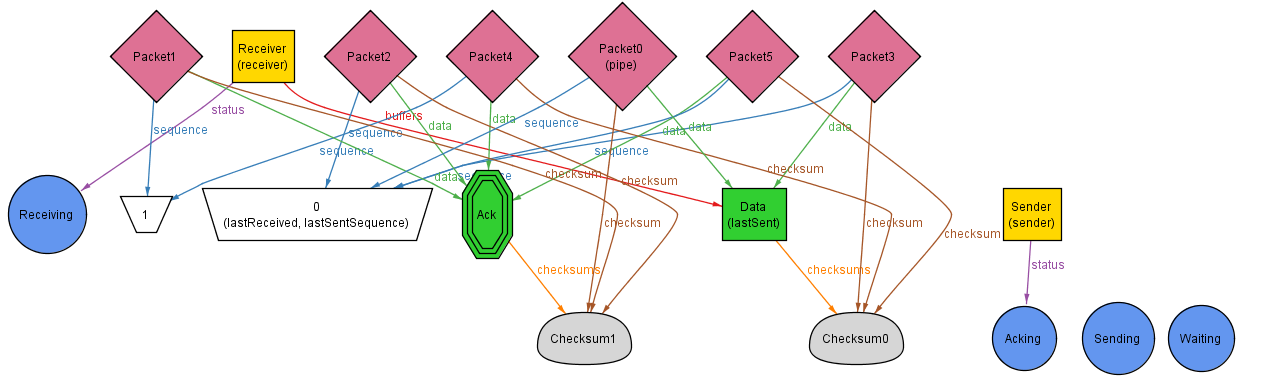 Packet1
Receiver
(receiver)
Packet2
Packet4
Packet0
(pipe)
Packet5
Packet3
status
buffers
sequence
sequence
sequence
data
data
sequence
sequence
data
data
data
data
checksum
checksum
checksum
Receiving
1
0
(lastReceived, lastSentSequence)
Ack
Data
(lastSent)
Sender
(sender)
checksum
checksum
checksum
checksums
checksums
status
Checksum1
Checksum0
Acking
Sending
Waiting